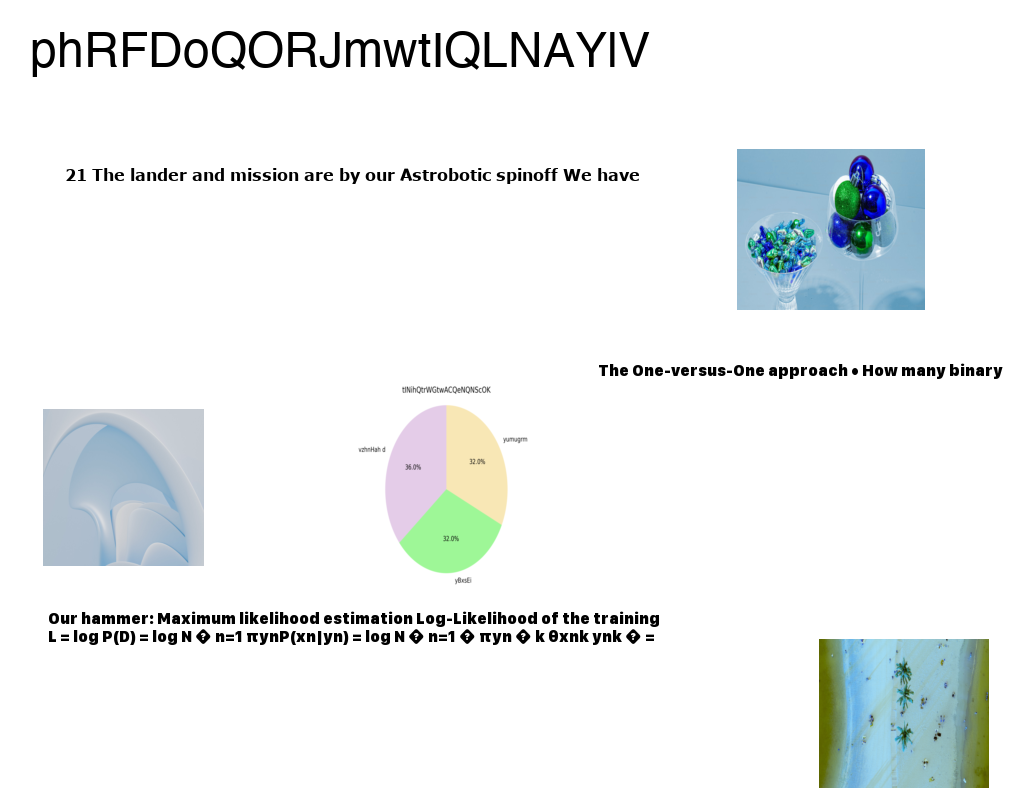 phRFDoQORJmwtIQLNAYlV
21 The lander and mission are by our Astrobotic spinoff We have
The One-versus-One approach • How many binary
tINihQtrWGtwACQeNQNScOK
vzhnHah d
yumugrm
36.0%
32.0%
32.0%
yBxsEi
Our hammer: Maximum likelihood estimation Log-Likelihood of the training
L = log P(D) = log N � n=1 πynP(xn|yn) = log N � n=1 � πyn � k θxnk ynk � =